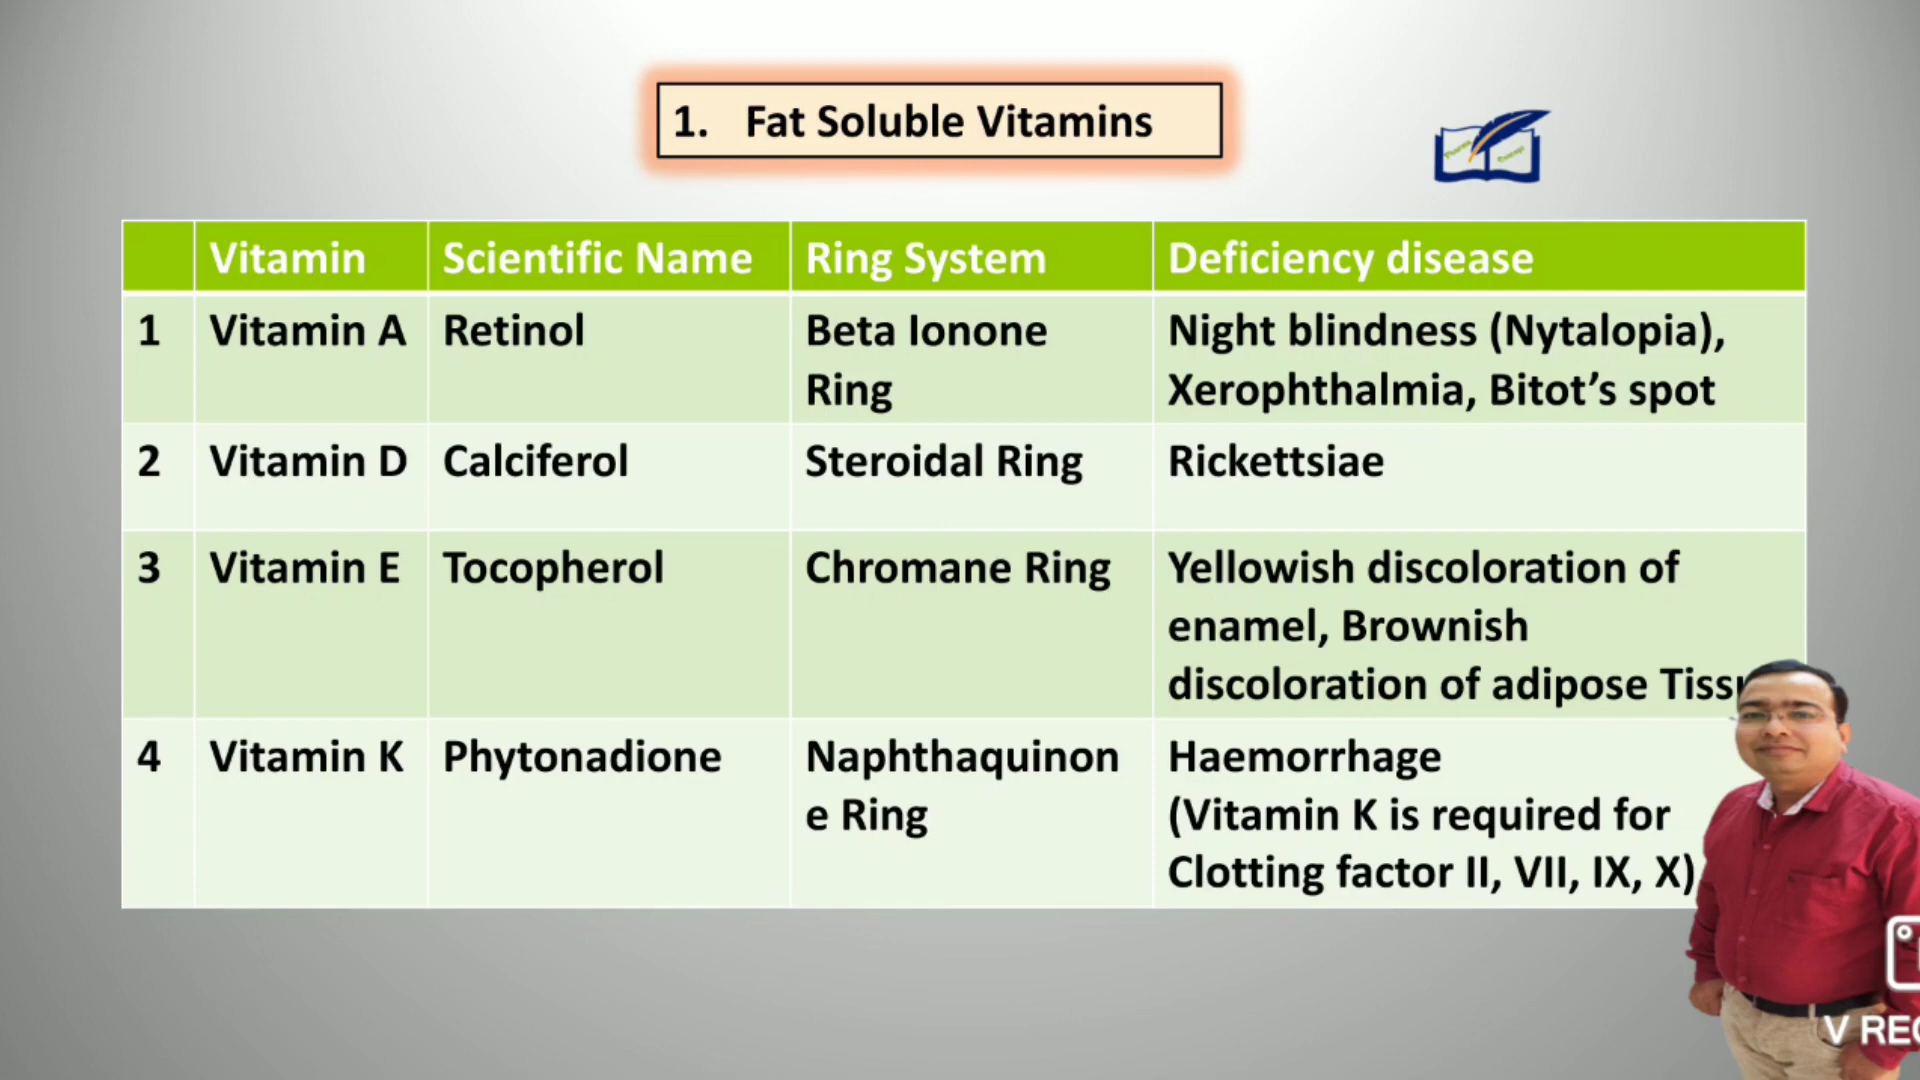 1. Fat Soluble Vitamins
Vitamin Scientific Name Ring System Deficiency disease
1 Vitamin A Retinol Beta Ionone Night blindness (Nytalopia),
Ring Xerophthalmia, Bitot’s spot
2 Vitamin D Calciferol Steroidal Ring Rickettsiae
3 Vitamin E Tocopherol Chromane Ring Yellowish discoloration of
enamel, Brownish
discoloration of adipose
4 Vitamin K Phytonadione Naphthaquinon Haemorrhage
e Ring (Vitamin K is required for
Clotting factor II, VII, IX, X)
V REC